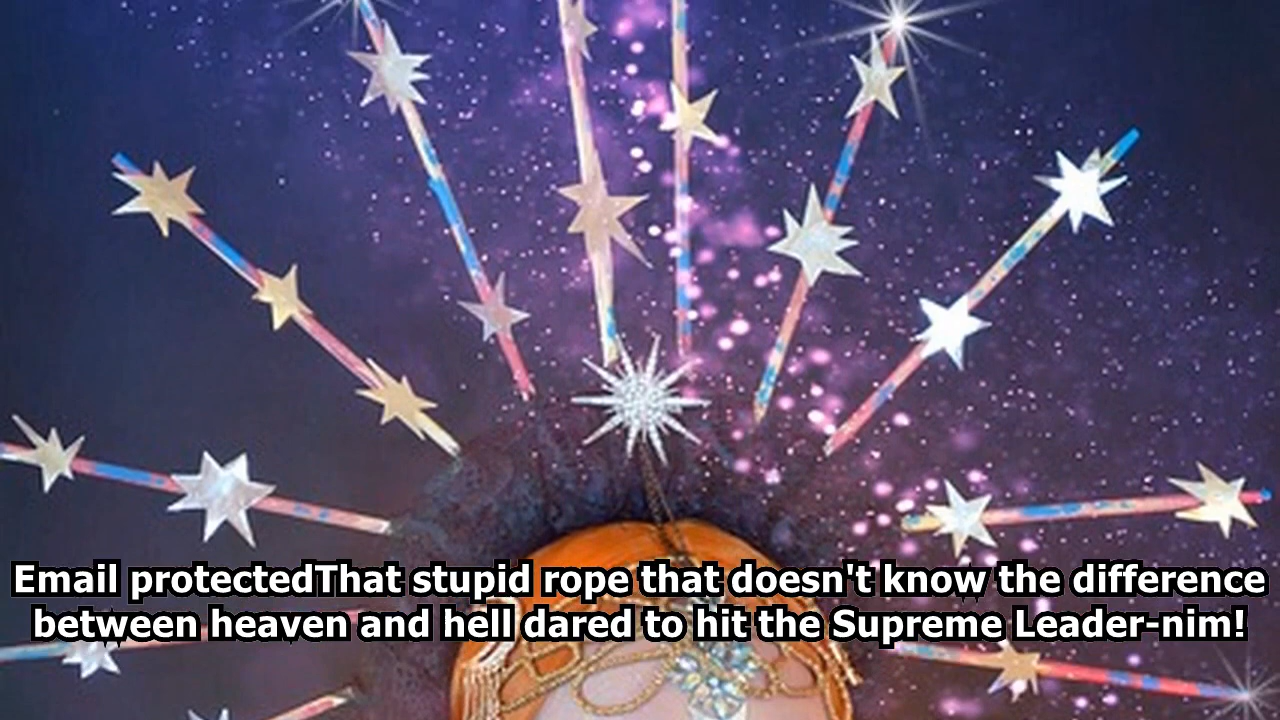 Email protectedThat stupid rope that doesn't know the difference
between heaven and hell dared to hit the Supreme Leader-nim!